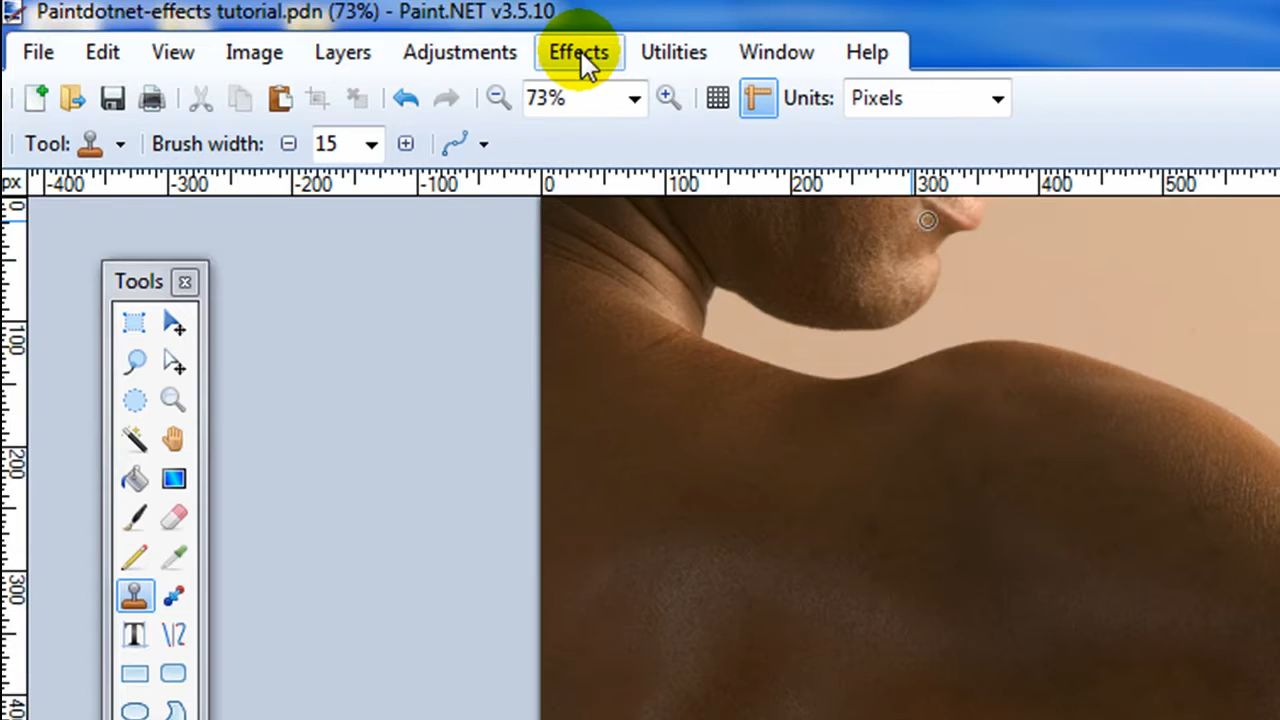 Paintdotnet-effects tutorial.pdn (73%) - Paint.NET v3.5.10
File Edit View Image Layers Adjustments Effects Utilities Window Help
73% Units: Pixels
Tool: Brush width: 15
px -400 -300 -200 -100 0 100 200 300 400 500
0
Tools
100
200
300
T